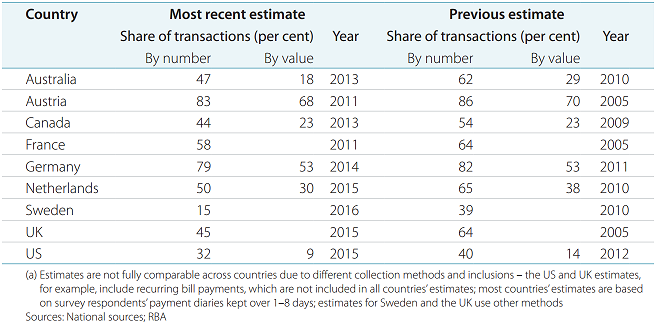 Country Most recent estimate Previous estimate
Share of transactions (per cent) Year Share of transactions (per cent) Year
By number By value By number By value
Australia 47 18 2013 62 29 2010
Austria 83 68 2011 86 70 2005
Canada 44 23 2013 54 23 2009
France 58 2011 64 2005
Germany 79 53 2014 82 53 2011
Netherlands 50 30 2015 65 38 2010
Sweden 15 2016 39 2010
UK 45 2015 64 2005
US 32 9 2015 40 14 2012
(a) Estimates are not fully comparable across countries due to different collection methods and inclusions – the US and UK estimates,
for example, include recurring bill payments, which are not included in all countries’ estimates; most countries’ estimates are based
on survey respondents’ payment diaries kept over 1–8 days; estimates for Sweden and the UK use other methods
Sources: National sources; RBA